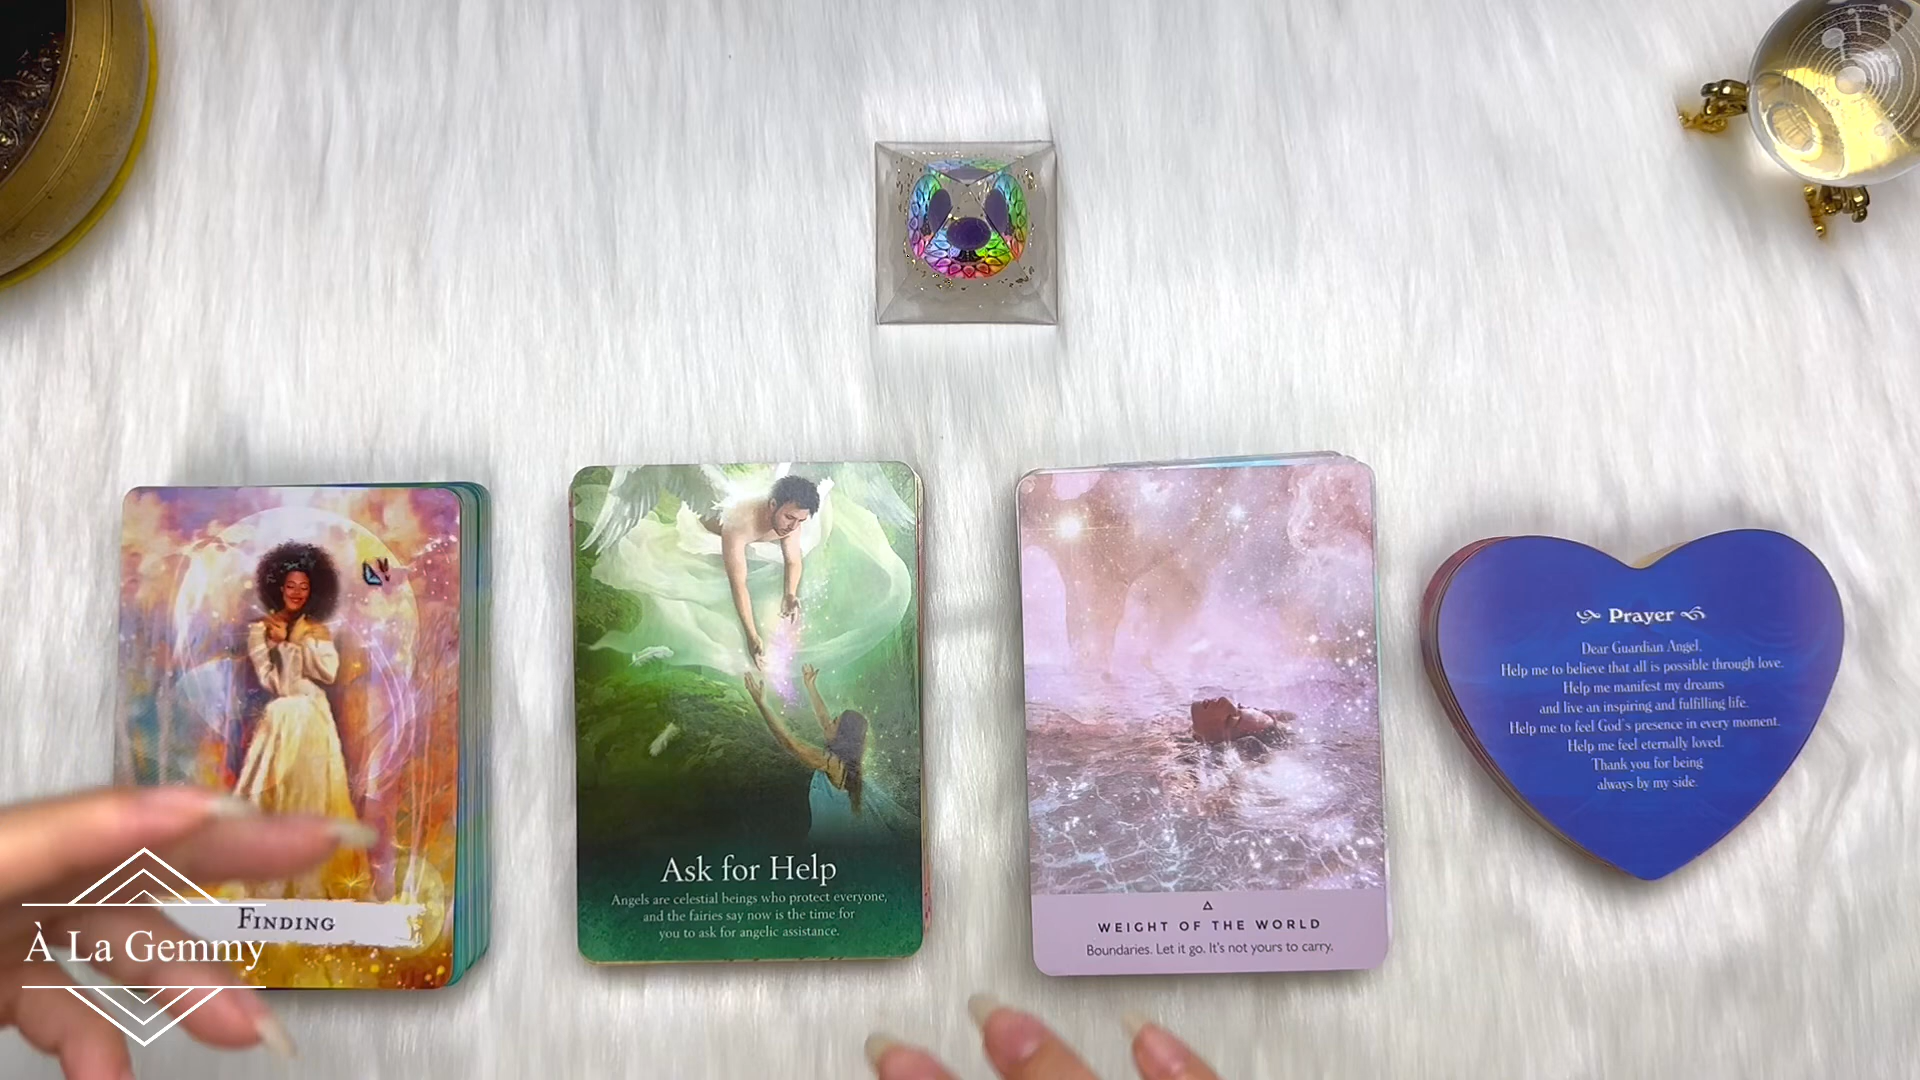 Finding
À La Gemmy
Ask for Help
Angels are celestial beings who protect everyone,
and the fairies say now is the time for
you to ask for angelic assistance.
WEIGHT OF THE WORLD
Boundaries. Let it go. It's not yours to carry.
Prayer
Dear Guardian Angel,
Help me to believe that all is possible through love.
Help me manifest my dreams
and live an inspiring and fulfilling life.
Help me to feel God's presence in every moment.
Help me feel eternally loved.
Thank you for being
always by my side.